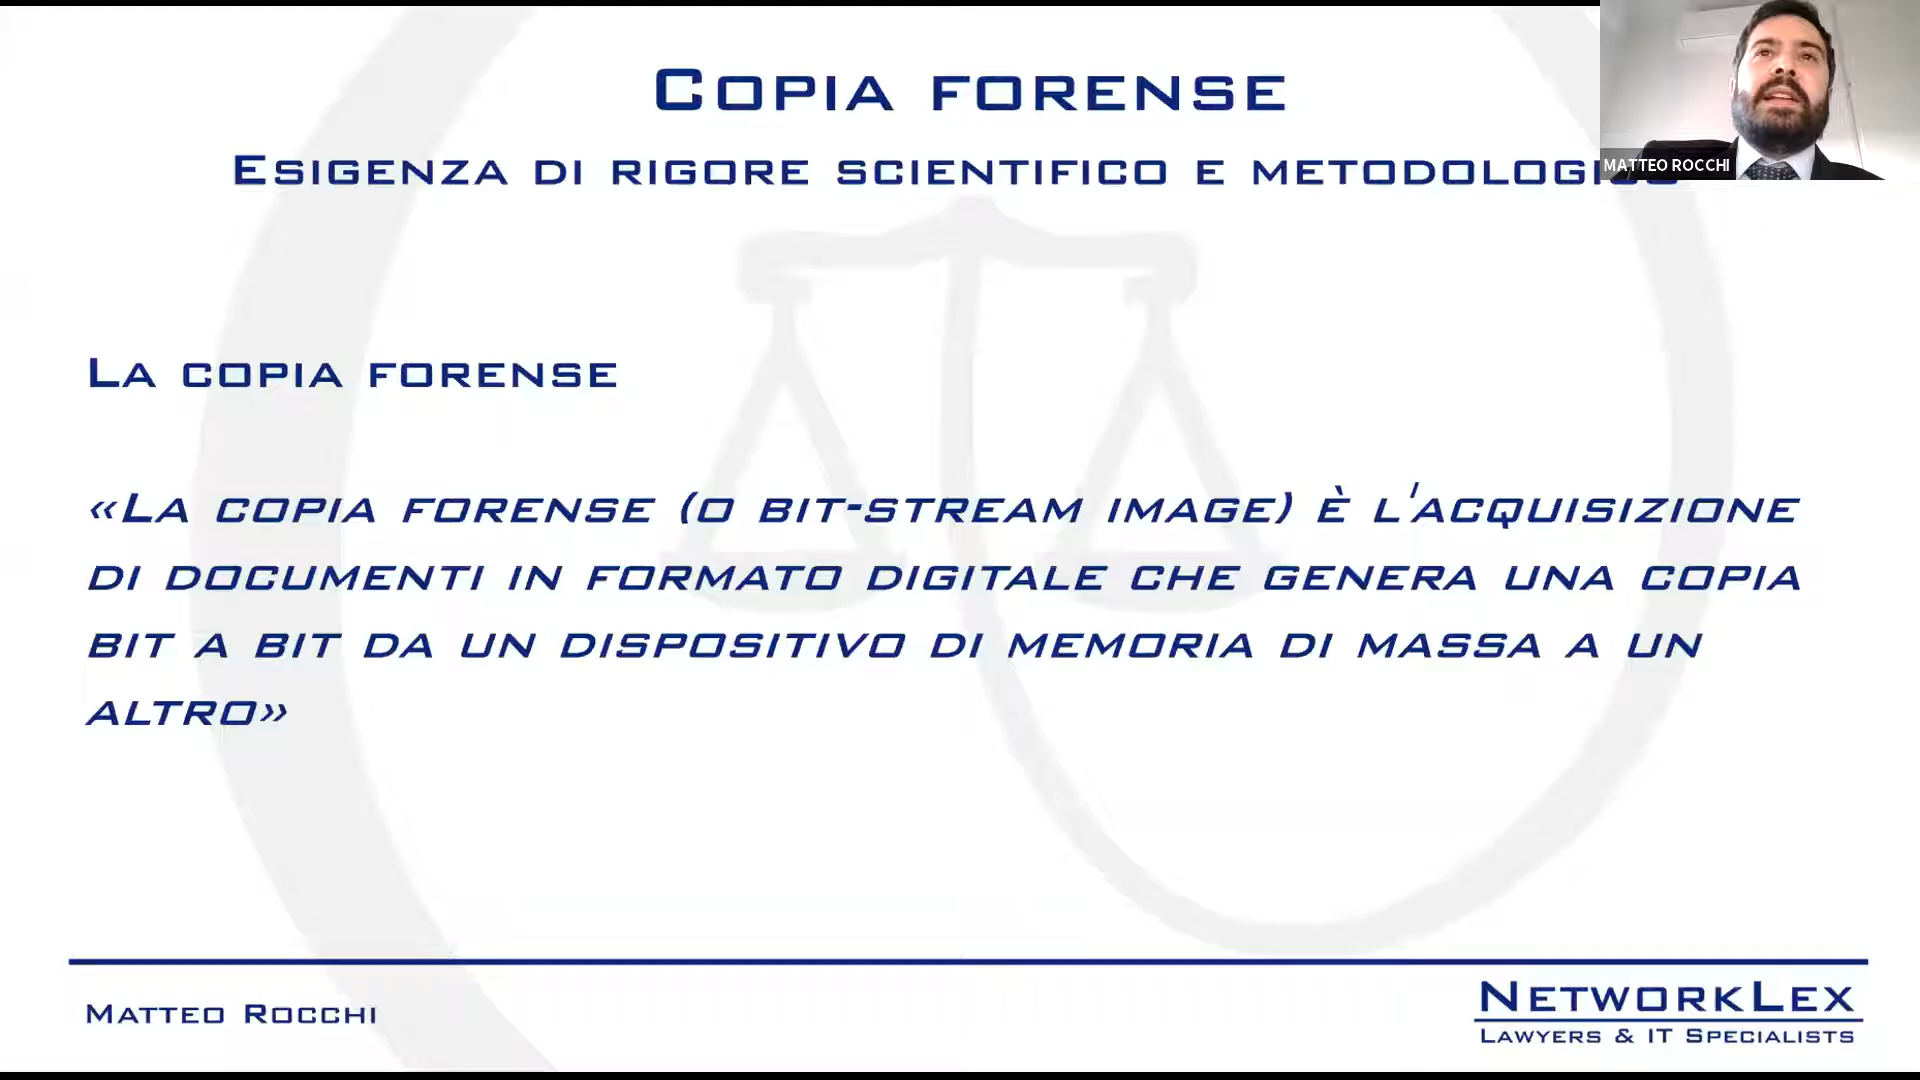 COPIA FORENSE
ESIGENZA DI RIGORE SCIENTIFICO E
MATTEO ROCCHI
LA COPIA FORENSE
«LA COPIA FORENSE (O BIT-STREAM IMAGE) È L'ACQUISIZIONE
DI DOCUMENTI IN FORMATO DIGITALE CHE GENERA UNA COPIA
BIT A BIT DA UN DISPOSITIVO DI MEMORIA DI MASSA A UN
ALTRO»
MATTEO ROCCHI
NETWORKLEX
LAWYERS & IT SPECIALISTS